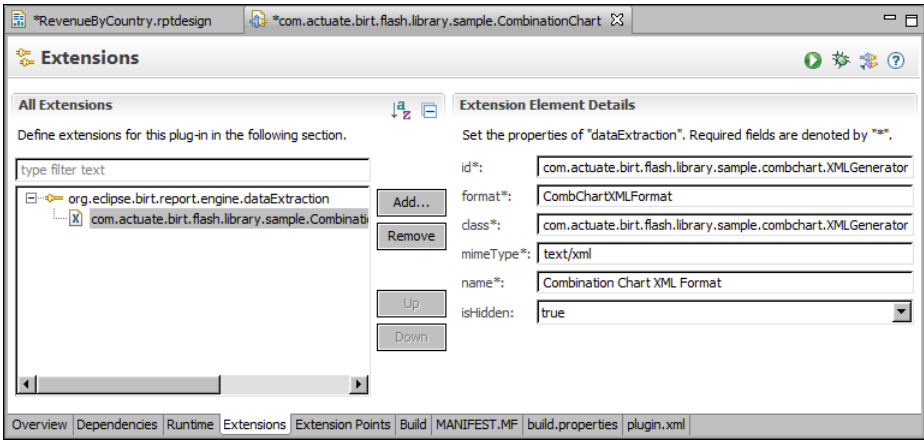 *RevenueByCountry.rptdesign
*com.actuate.birt.flash.library.sample.CombinationChart
Extensions
All Extensions
Define extensions for this plug-in in the following section.
type filter text
org.eclipse.birt.report.engine.dataExtraction
com.actuate.birt.flash.library.sample.Combinati
Add...
Remove
Up
Down
Extension Element Details
Set the properties of "dataExtraction". Required fields are denoted by "*".
id*: com.actuate.birt.flash.library.sample.combchart.XMLGenerator
format*: CombChartXMLFormat
class*: com.actuate.birt.flash.library.sample.combchart.XMLGenerator
mimeType*: text/xml
name*: Combination Chart XML Format
isHidden: true
Overview Dependencies Runtime Extensions Extension Points Build MANIFEST.MF build.properties plugin.xml